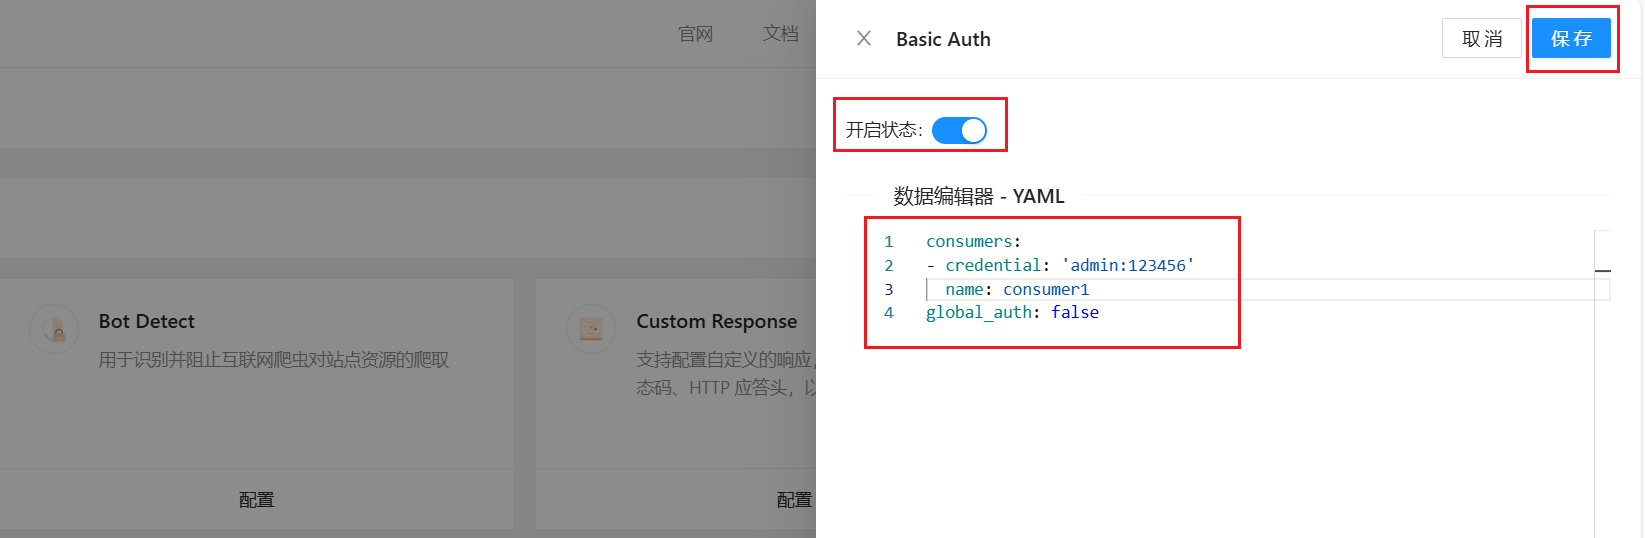 官网 文档
Basic Auth
取消 保存
开启状态：
数据编辑器 - YAML
1 consumers:
2 - credential: 'admin:123456'
3 name: consumer1
4 global_auth: false
Bot Detect
用于识别并阻止互联网爬虫对站点资源的爬取
配置
Custom Response
支持配置自定义的响应，
态码、HTTP 应答头，以
配置